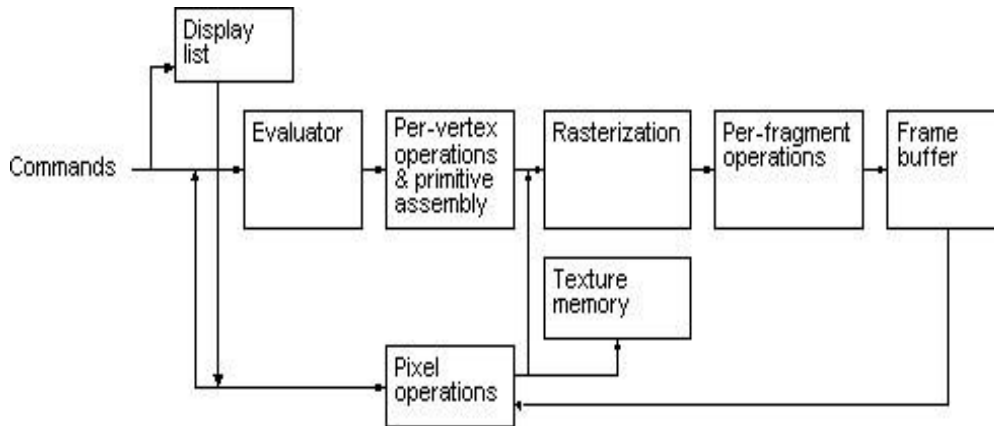 Display
list
Commands
Evaluator
Per-vertex
operations
& primitive
assembly
Rasterization
Per-fragment
operations
Frame
buffer
Texture
memory
Pixel
operations